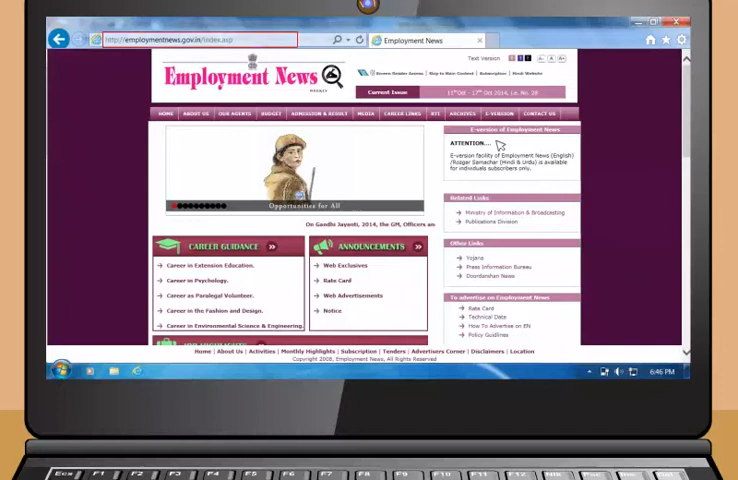 http://employmentnews.gov.in/index.asp
Employment News
Text Version
A- A A+
Employment News
WEEKLY
Screen Reader Access | Skip to Main Content | Subscription | Hindi Website
Current Issue
11 Oct - 17 Oct 2014, 
HOME ABOUT US OUR AGENTS BUDGET ADMISSION & RESULT MEDIA CAREER LINKS RTI ARCHIVES E-VERSION CONTACT US
E-version of Employment News
ATTENTION....
E-version facility of Employment News (English)
/Rozgar Samachar (Hindi & Urdu) is available
for individuals subscribers only.
Opportunities for All
On Gandhi Jayanti, 2014, the GM, Officers an
Related Links
Ministry of Information & Broadcasting
Publications Division
CAREER GUIDANCE
Career in Extension Education.
Career in Psychology.
Career as Paralegal Volunteer.
Career in the Fashion and Design.
Career in Environmental Science & Engineering.
ANNOUNCEMENTS
Web Exclusives
Rate Card
Web Advertisements
Notice
Other Links
Yojana
Press Information Bureau
Doordarshan News
To advertise on Employment News
Rate Card
Technical Data
How To Advertise on EN
Policy Guidlines
Home | About Us | Activities | Monthly Highlights | Subscription | Tenders | Advertisers Corner | Disclaimers | Location
Copyright 2008, Employment News, All Rights Reserved
6:46 PM
Esc F1 F2 F3 F4 F5 F6 F7 F8 F9 F10 F11 F12